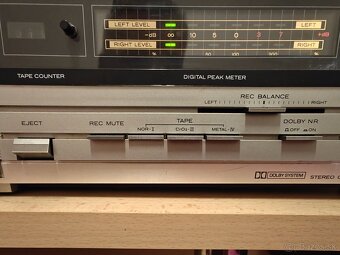 LEFT LEVEL
LEFT
-dB ∞ 10 5 3 0 3 7 +dB
RIGHT LEVEL
RIGHT
TAPE COUNTER
DIGITAL PEAK METER
REC BALANCE
LEFT RIGHT
EJECT
REC MUTE
TAPE
DOLBY NR
NOR-I CrO₂-II METAL-IV
OFF ON
DOLBY SYSTEM
STEREO